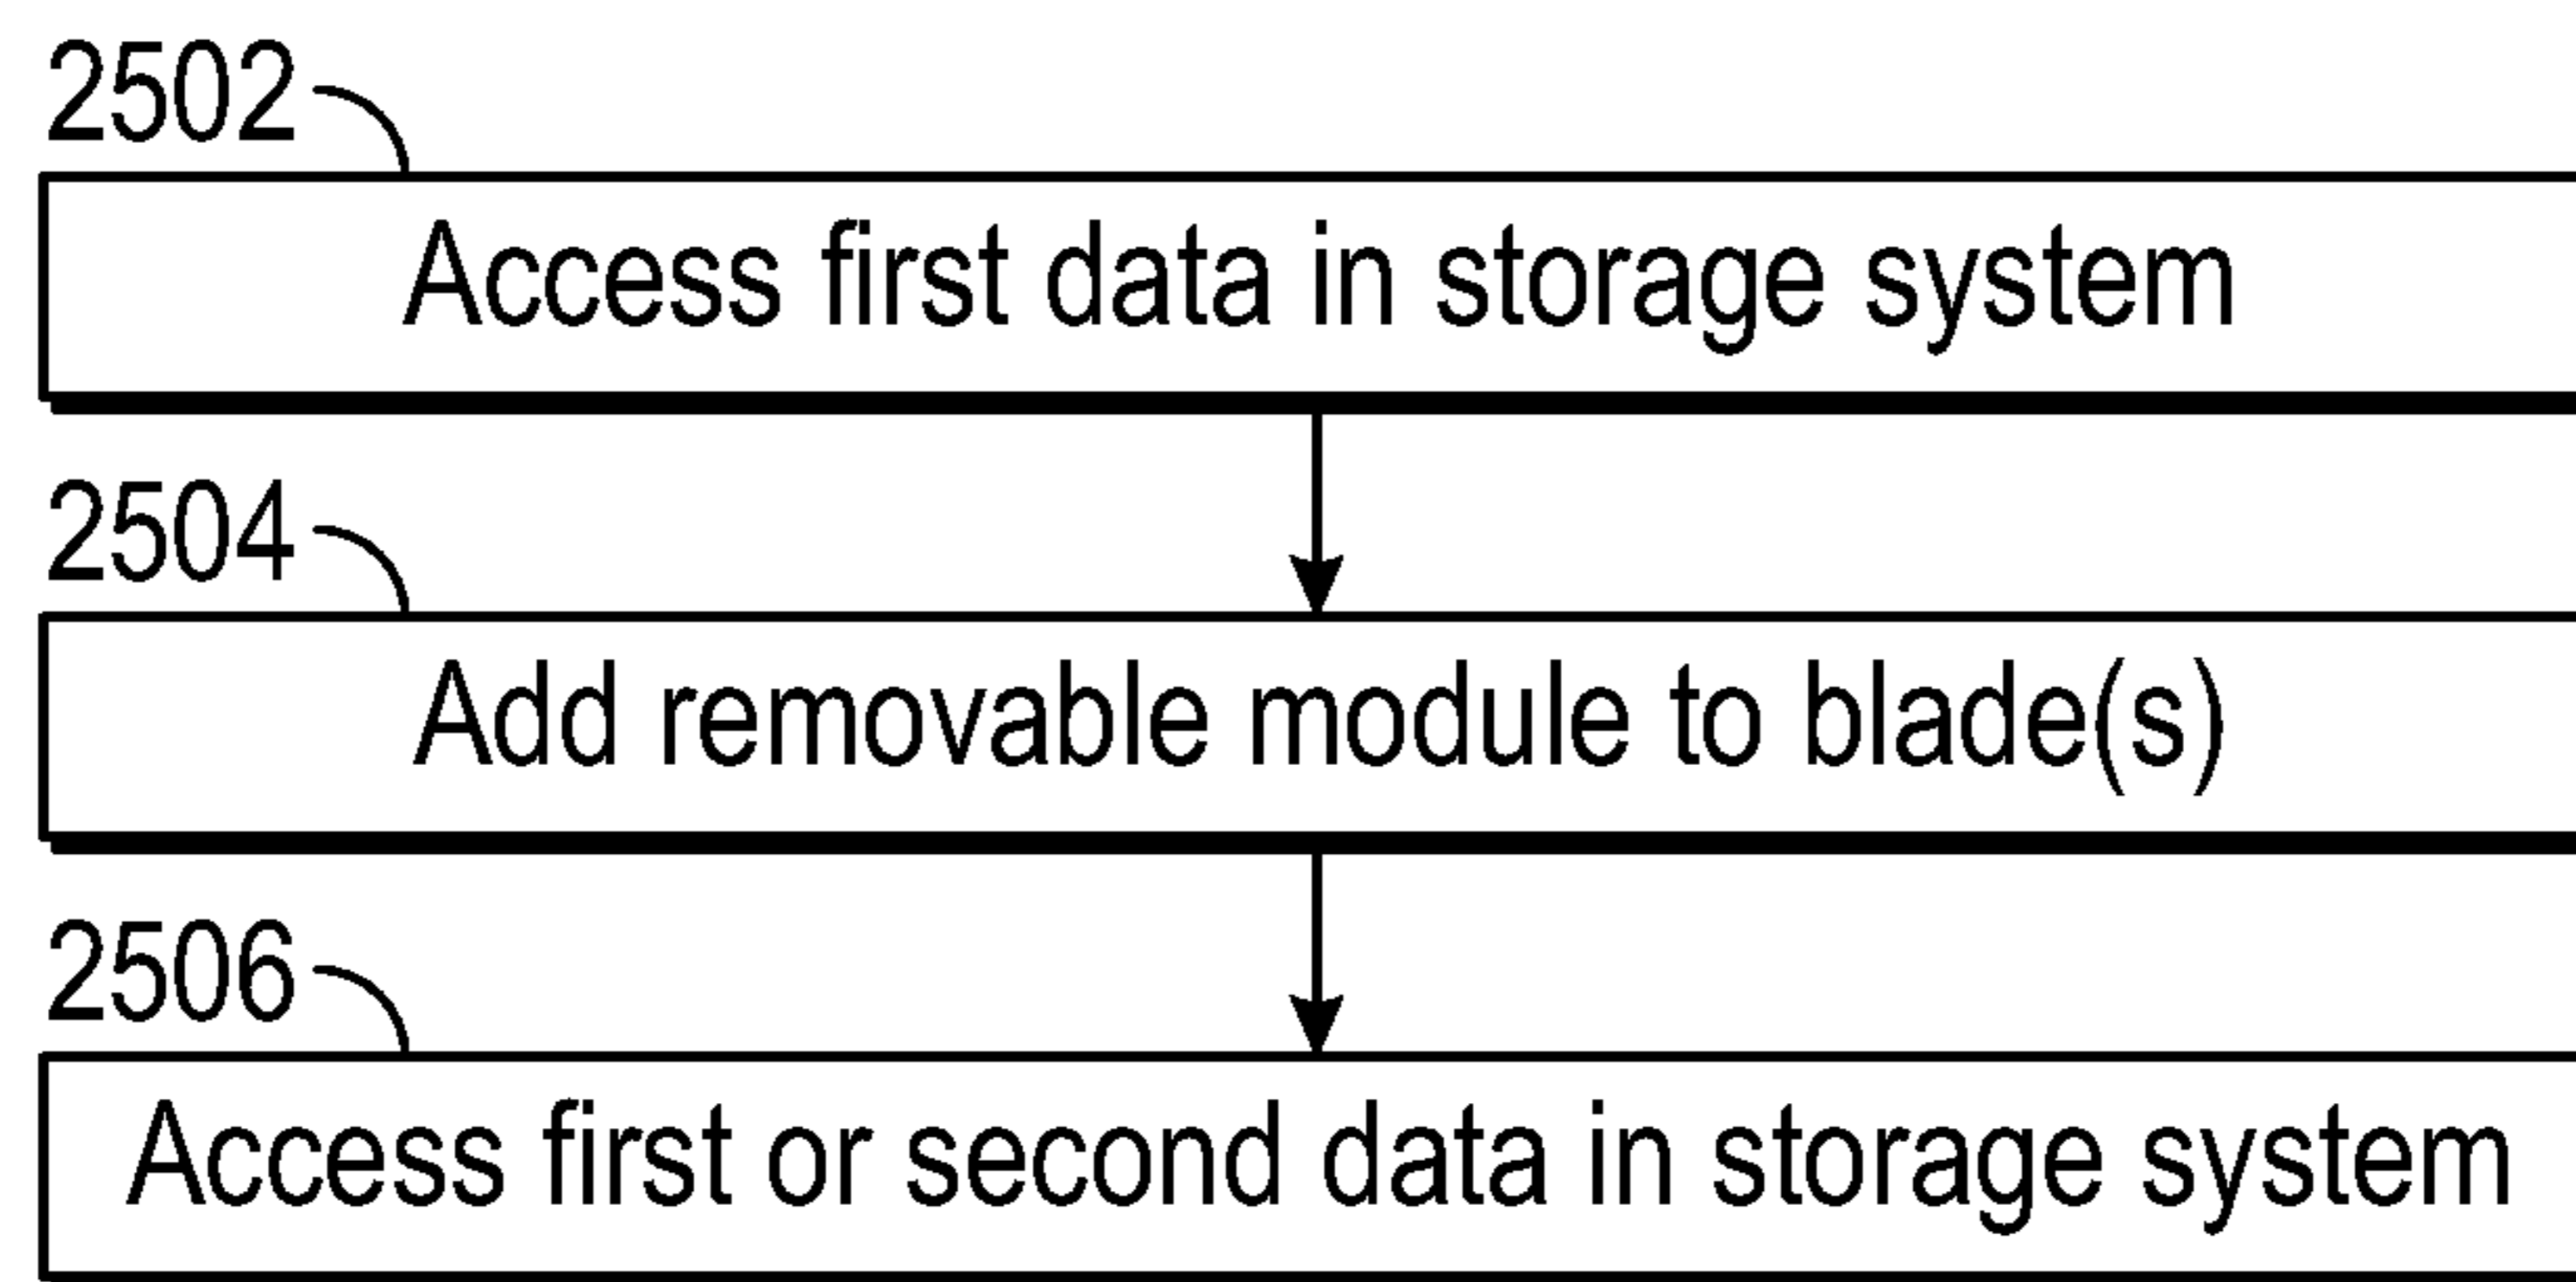 2502
Access first data in storage system
2504
Add removable module to blade(s)
2506
Access first or second data in storage system